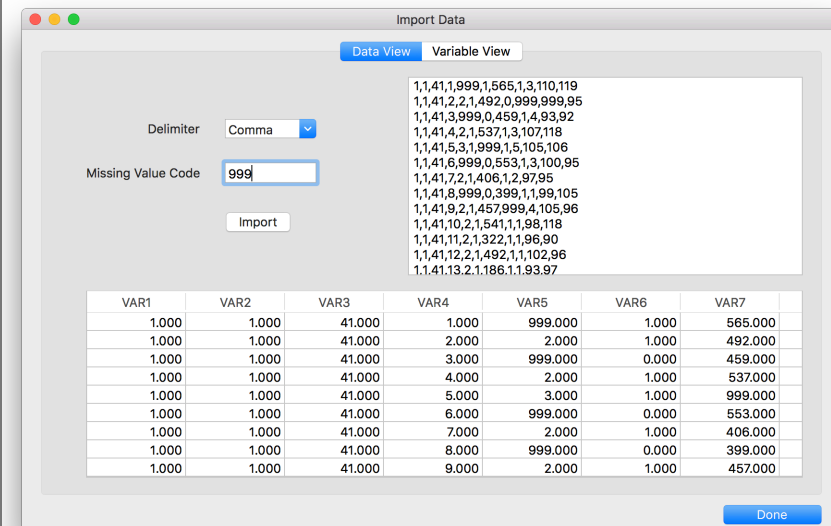 Import Data
Data View Variable View
Delimiter Comma
Missing Value Code 999
Import
1,1,41,1,999,1,565,1,3,110,119
1,1,41,2,2,1,492,0,999,999,95
1,1,41,3,999,0,459,1,4,93,92
1,1,41,4,2,1,537,1,3,107,118
1,1,41,5,3,1,999,1,5,105,106
1,1,41,6,999,0,553,1,3,100,95
1,1,41,7,2,1,406,1,2,97,95
1,1,41,8,999,0,399,1,1,99,105
1,1,41,9,2,1,457,999,4,105,96
1,1,41,10,2,1,541,1,1,98,118
1,1,41,11,2,1,322,1,1,96,90
1,1,41,12,2,1,492,1,1,102,96
1,1,41,13,2,1,186,1,1,93,97
VAR1 VAR2 VAR3 VAR4 VAR5 VAR6 VAR7
1.000 1.000 41.000 1.000 999.000 1.000 565.000
1.000 1.000 41.000 2.000 2.000 1.000 492.000
1.000 1.000 41.000 3.000 999.000 0.000 459.000
1.000 1.000 41.000 4.000 2.000 1.000 537.000
1.000 1.000 41.000 5.000 3.000 1.000 999.000
1.000 1.000 41.000 6.000 999.000 0.000 553.000
1.000 1.000 41.000 7.000 2.000 1.000 406.000
1.000 1.000 41.000 8.000 999.000 0.000 399.000
1.000 1.000 41.000 9.000 2.000 1.000 457.000
Done